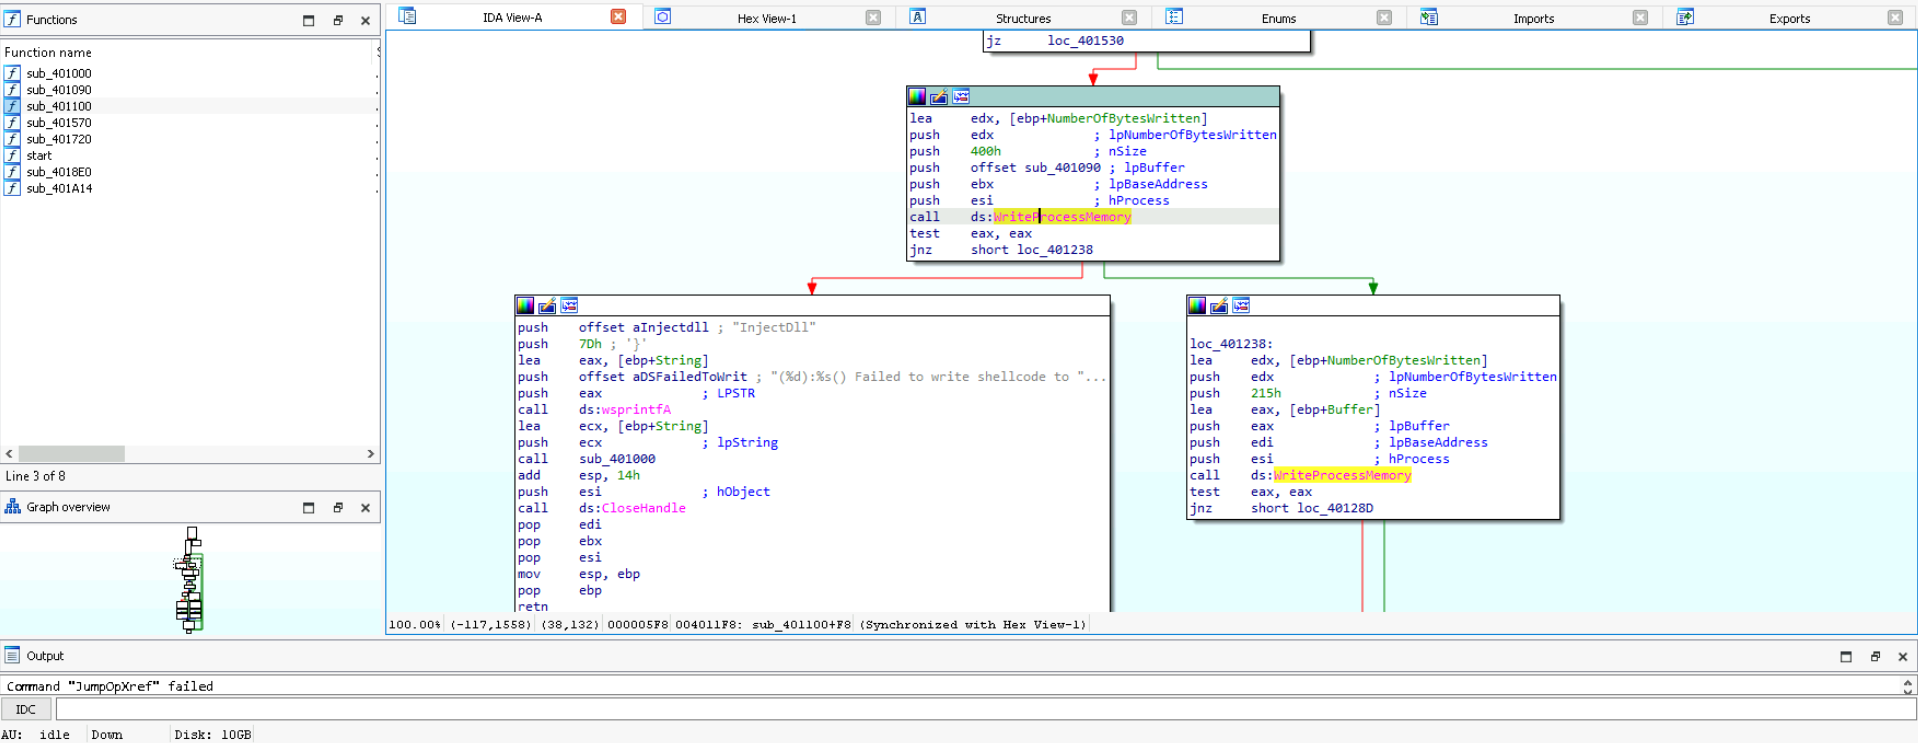 Functions
Function name
sub_401000
sub_401090
sub_401100
sub_401570
sub_401720
start
sub_4018E0
sub_401A14
Line 3 of 8
Graph overview
IDA View-A
Hex View-1
Structures
Enums
Imports
Exports
jz loc_401530
lea edx, [ebp+NumberOfBytesWritten]
push edx ; lpNumberOfBytesWritten
push 400h ; nSize
push offset sub_401090 ; lpBuffer
push ebx ; lpBaseAddress
push esi ; hProcess
call ds:WriteProcessMemory
test eax, eax
jnz short loc_401238
push offset aInjectdll ; "InjectDll"
push 7Dh ; '}'
lea eax, [ebp+String]
push offset aDSFailedToWrit ; "(%d):%s() Failed to write shellcode to "...
push eax ; LPSTR
call ds:wsprintfA
lea ecx, [ebp+String]
push ecx ; lpString
call sub_401000
add esp, 14h
push esi ; hObject
call ds:CloseHandle
pop edi
pop ebx
pop esi
mov esp, ebp
pop ebp
retn
loc_401238:
lea edx, [ebp+NumberOfBytesWritten]
push edx ; lpNumberOfBytesWritten
push 215h ; nSize
lea eax, [ebp+Buffer]
push eax ; lpBuffer
push edi ; lpBaseAddress
push esi ; hProcess
call ds:WriteProcessMemory
test eax, eax
jnz short loc_40128D
100.00% (-117,1558) (38,132) 000005F8 004011F8: sub_401100+F8 (Synchronized with Hex View-1)
Output
Command "JumpOpXref" failed
IDC
AU: idle Down Disk: 10GB